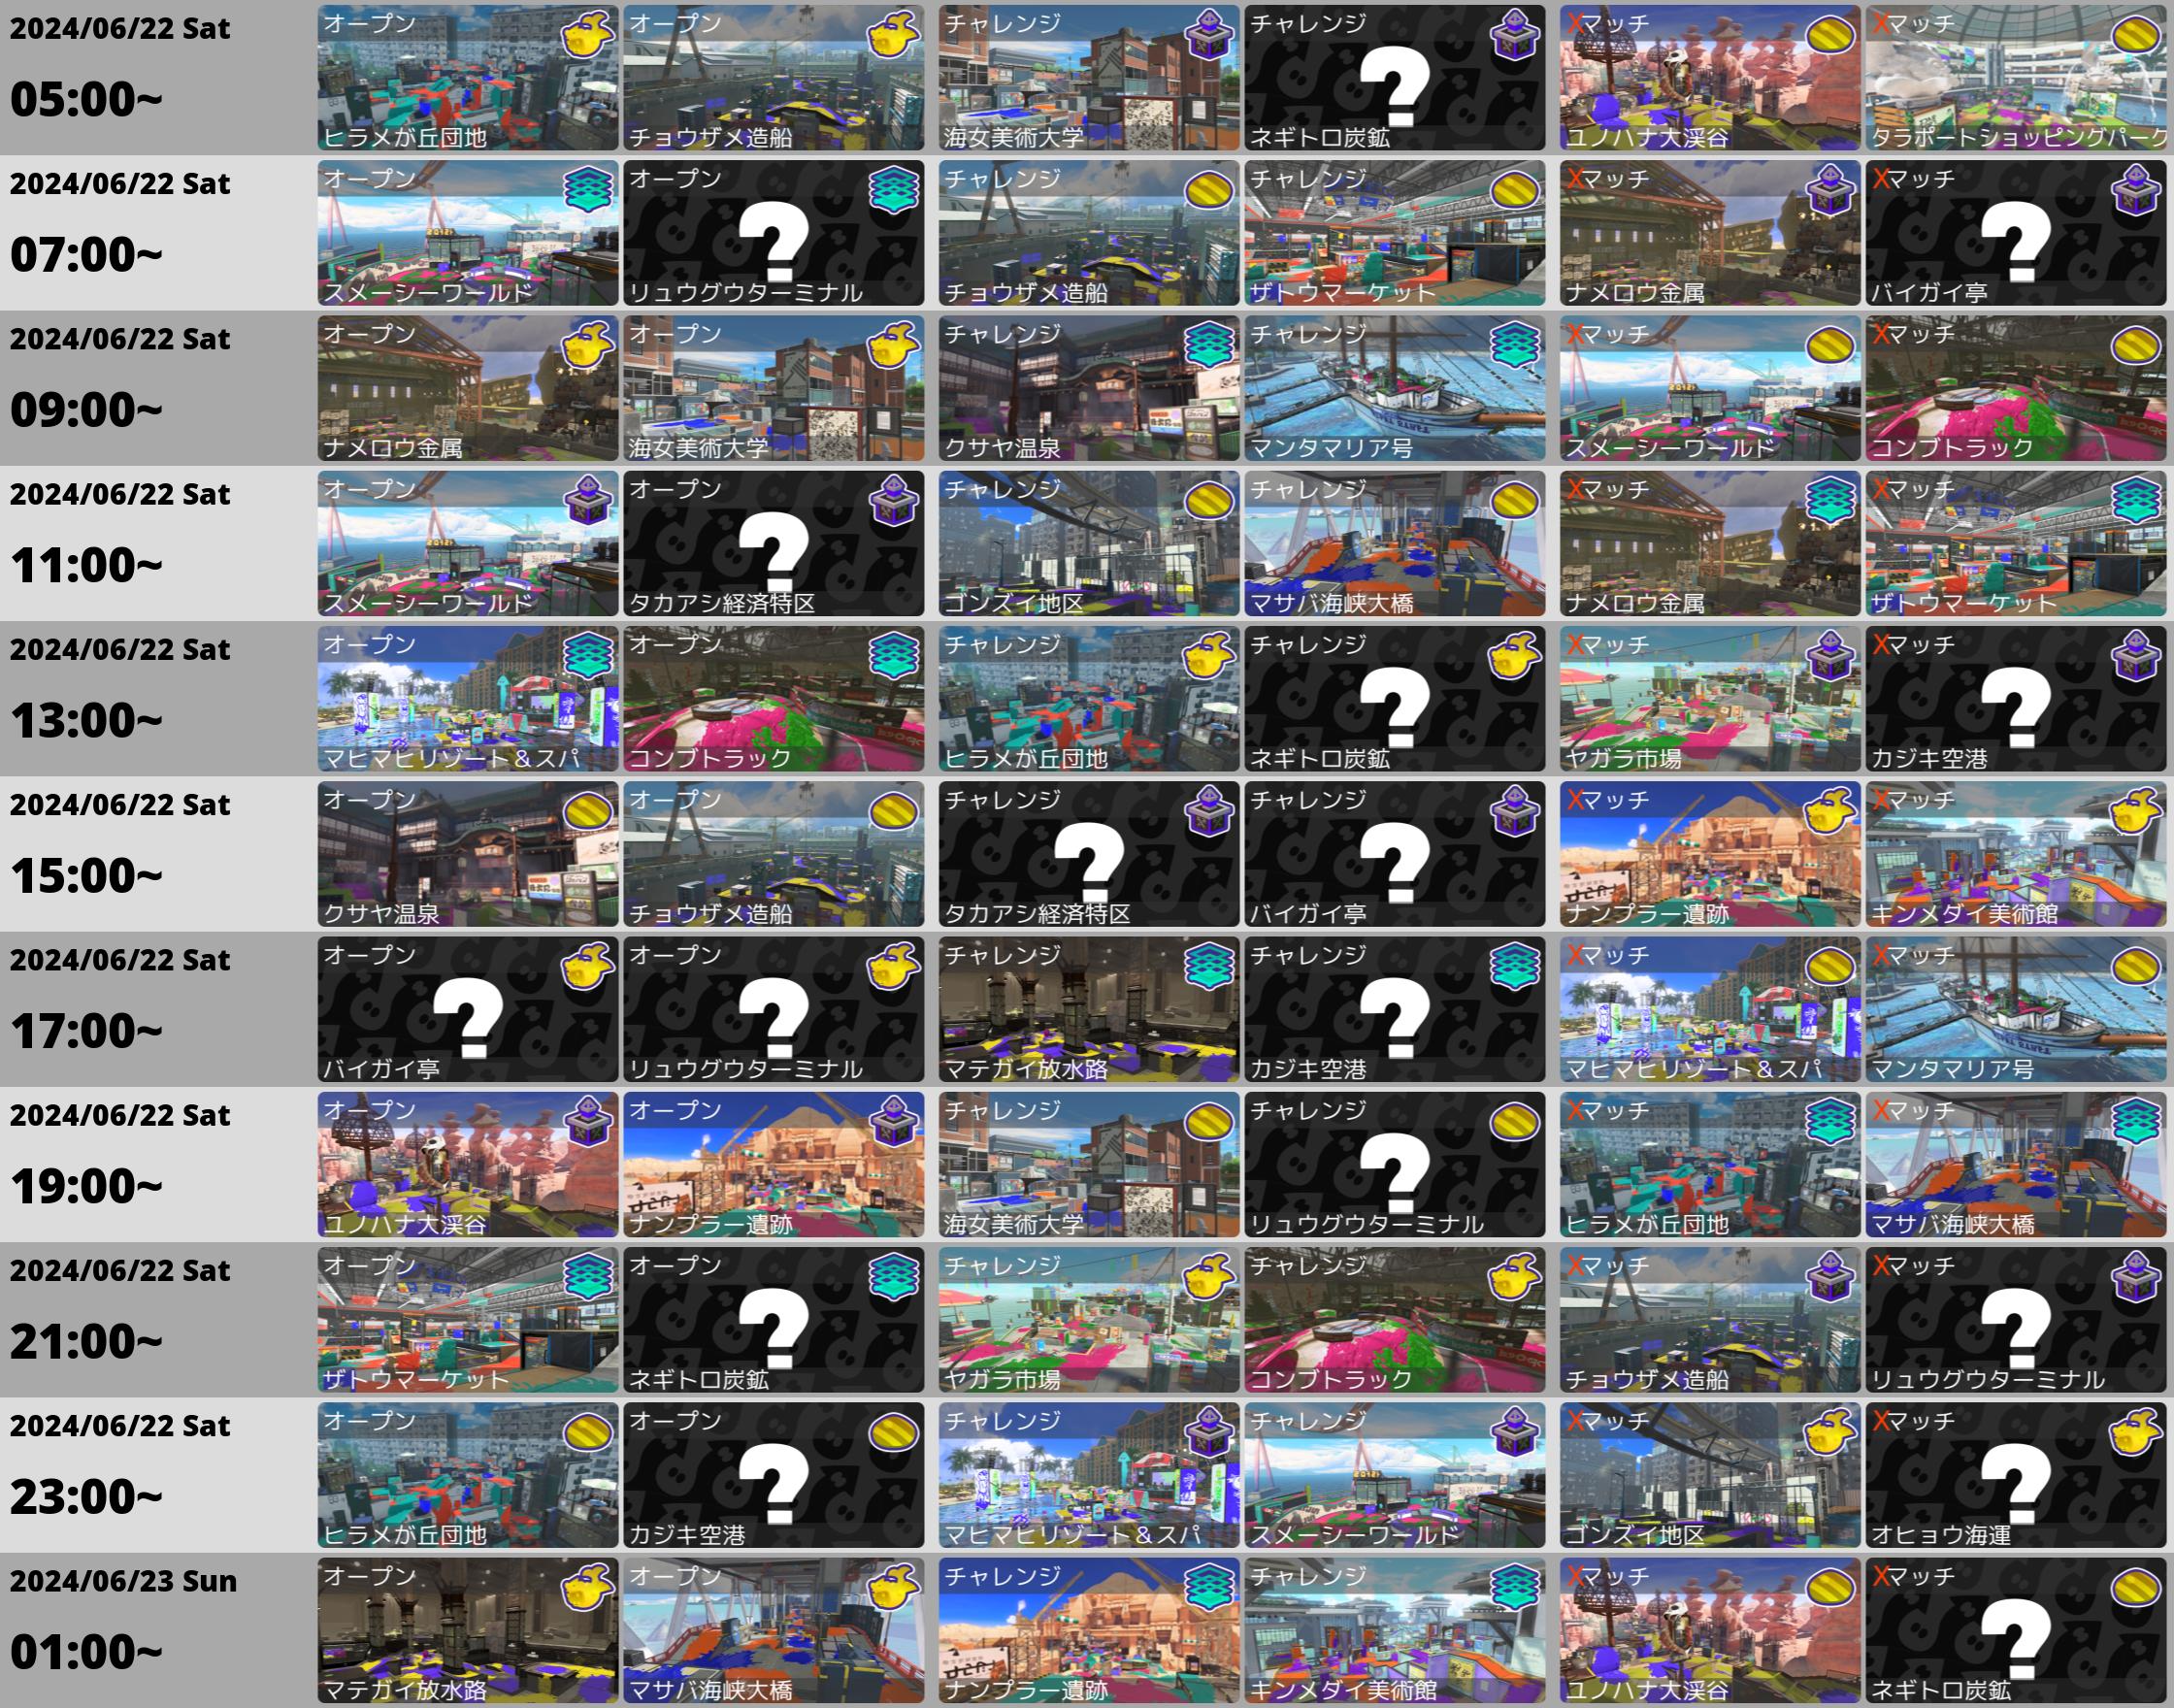 2024/06/22 Sat
05:00~
オープン
ヒラメが丘団地
オープン
チョウザメ造船
チャレンジ
海女美術大学
チャレンジ
ネギトロ炭鉱
Xマッチ
ユノハナ大渓谷
Xマッチ
タラポートショッピングパーク
2024/06/22 Sat
07:00~
オープン
スメーシーワールド
オープン
リュウグウターミナル
チャレンジ
チョウザメ造船
チャレンジ
ザトウマーケット
Xマッチ
ナメロウ金属
Xマッチ
バイガイ亭
2024/06/22 Sat
09:00~
オープン
ナメロウ金属
オープン
海女美術大学
チャレンジ
クサヤ温泉
チャレンジ
マンタマリア号
Xマッチ
スメーシーワールド
Xマッチ
コンブトラック
2024/06/22 Sat
11:00~
オープン
スメーシーワールド
オープン
タカアシ経済特区
チャレンジ
ゴンズイ地区
チャレンジ
マサバ海峡大橋
Xマッチ
ナメロウ金属
Xマッチ
ザトウマーケット
2024/06/22 Sat
13:00~
オープン
マヒマヒリゾート＆スパ
オープン
コンブトラック
チャレンジ
ヒラメが丘団地
チャレンジ
ネギトロ炭鉱
Xマッチ
ヤガラ市場
Xマッチ
カジキ空港
2024/06/22 Sat
15:00~
オープン
クサヤ温泉
オープン
チョウザメ造船
チャレンジ
タカアシ経済特区
チャレンジ
バイガイ亭
Xマッチ
ナンプラー遺跡
Xマッチ
キンメダイ美術館
2024/06/22 Sat
17:00~
オープン
バイガイ亭
オープン
リュウグウターミナル
チャレンジ
マテガイ放水路
チャレンジ
カジキ空港
Xマッチ
マヒマヒリゾート＆スパ
Xマッチ
マンタマリア号
2024/06/22 Sat
19:00~
オープン
ユノハナ大渓谷
オープン
ナンプラー遺跡
チャレンジ
海女美術大学
チャレンジ
リュウグウターミナル
Xマッチ
ヒラメが丘団地
Xマッチ
マサバ海峡大橋
2024/06/22 Sat
21:00~
オープン
ザトウマーケット
オープン
ネギトロ炭鉱
チャレンジ
ヤガラ市場
チャレンジ
コンブトラック
Xマッチ
チョウザメ造船
Xマッチ
リュウグウターミナル
2024/06/22 Sat
23:00~
オープン
ヒラメが丘団地
オープン
カジキ空港
チャレンジ
マヒマヒリゾート＆スパ
チャレンジ
スメーシーワールド
Xマッチ
ゴンズイ地区
Xマッチ
オヒョウ海運
2024/06/23 Sun
01:00~
オープン
マテガイ放水路
オープン
マサバ海峡大橋
チャレンジ
ナンプラー遺跡
チャレンジ
キンメダイ美術館
Xマッチ
ユノハナ大渓谷
Xマッチ
ネギトロ炭鉱